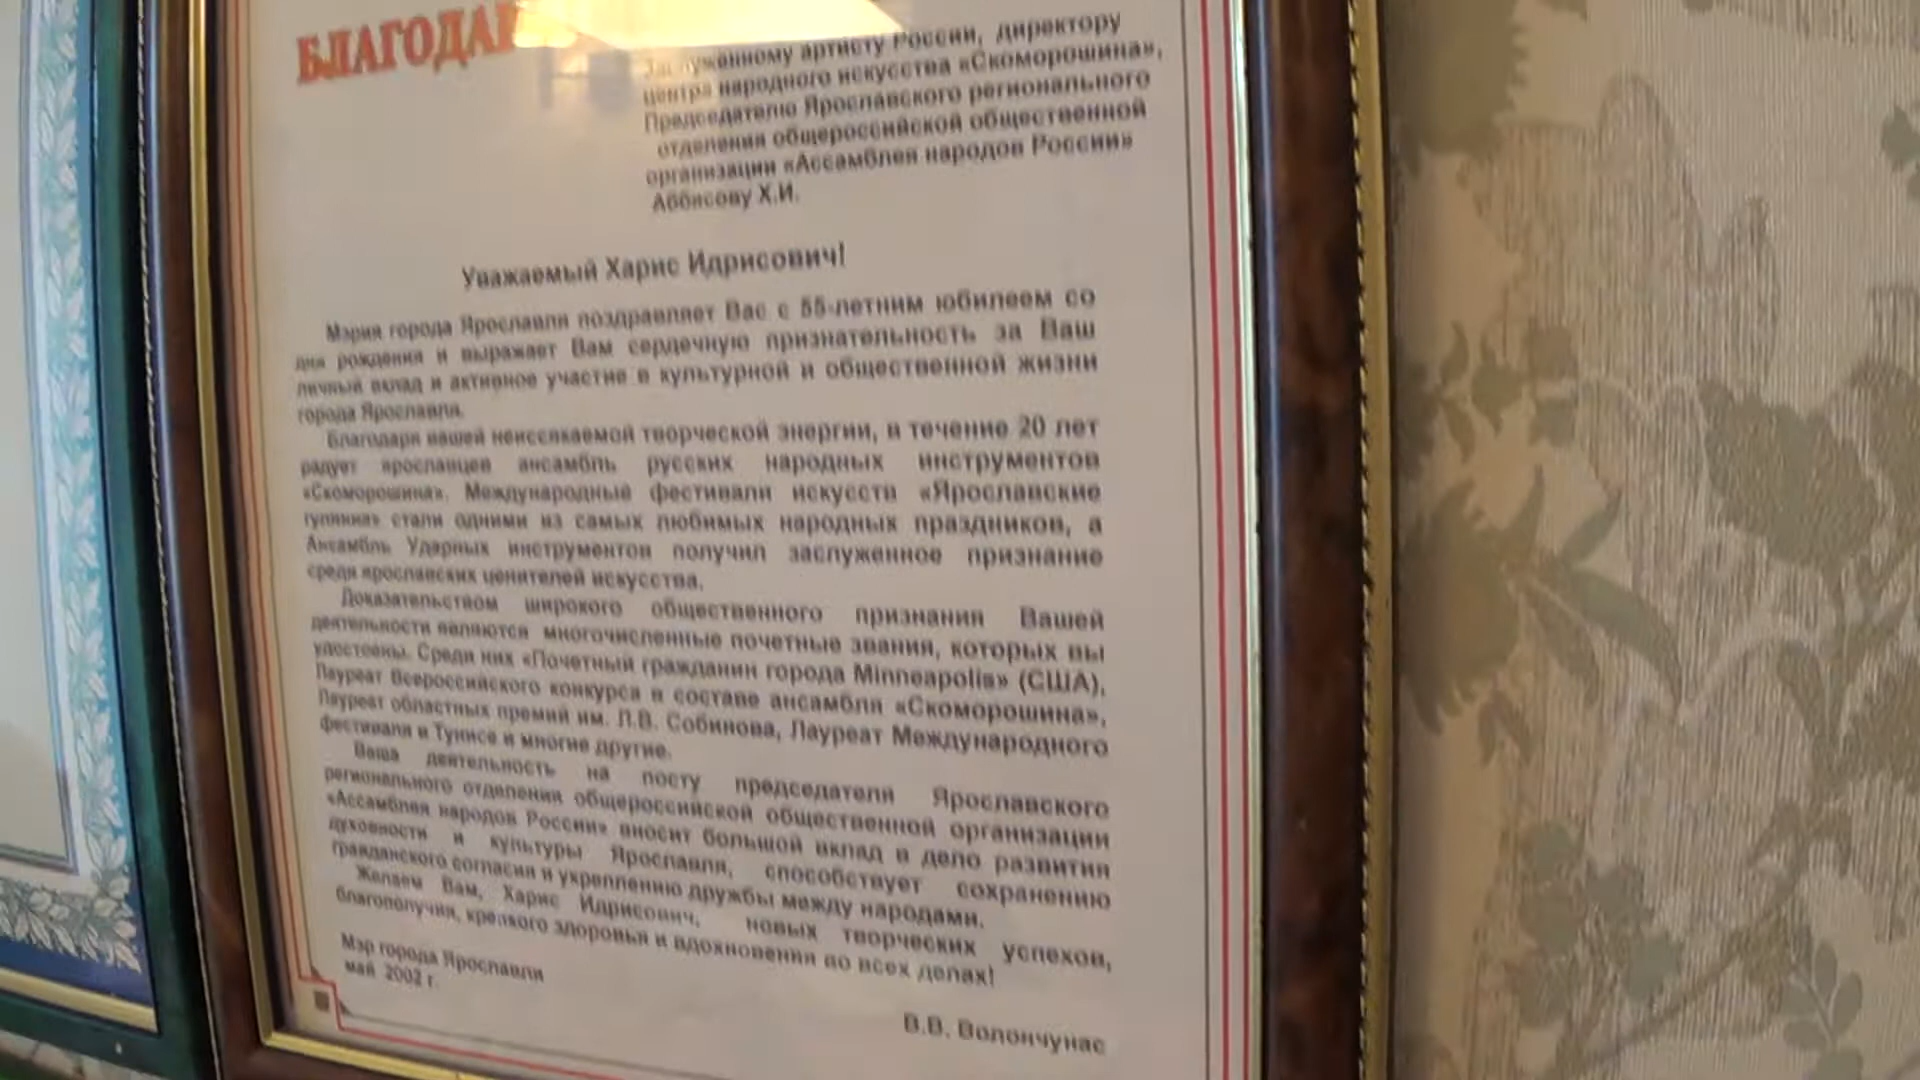 БЛАГОДАР
Заслуженному артисту России, директору
центра народного искусства «Скоморошина»,
Председателю Ярославского регионального
отделения общероссийской общественной
организации «Ассамблея народов России»
Аббясову Х.И.
Уважаемый Харис Идрисович!
Мэрия города Ярославля поздравляет Вас с 55-летним юбилеем со
дня рождения и выражает Вам сердечную признательность за Ваш
личный вклад и активное участие в культурной и общественной жизни
города Ярославля.
Благодаря вашей неиссякаемой творческой энергии, в течение 20 лет
радует ярославцев ансамбль русских народных инструментов
«Скоморошина». Международные фестивали искусств «Ярославские
гуляния» стали одними из самых любимых народных праздников, а
Ансамбль Ударных инструментов получил заслуженное признание
среди ярославских ценителей искусства.
Доказательством широкого общественного признания Вашей
деятельности являются многочисленные почетные звания, которых вы
удостоены. Среди них «Почетный гражданин города Minneapolis» (США),
Лауреат Всероссийского конкурса в составе ансамбля «Скоморошина»,
Лауреат областных премий им. Л.В. Собинова, Лауреат Международного
фестиваля в Тунисе и многие другие.
Ваша деятельность на посту председателя Ярославского
регионального отделения общероссийской общественной организации
«Ассамблея народов России» вносит большой вклад в дело развития
духовности и культуры Ярославля, способствует сохранению
гражданского согласия и укреплению дружбы между народами.
Желаем Вам, Харис Идрисович, новых творческих успехов,
благополучия, крепкого здоровья и вдохновения во всех делах!
Мэр города Ярославля
май 2002 г.
В.В. Волончунас